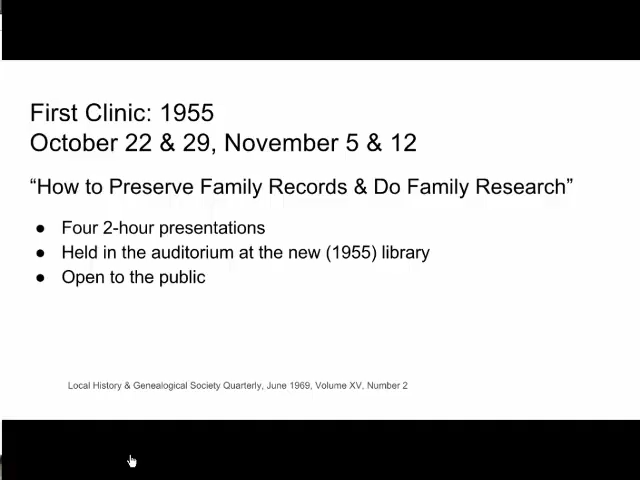 First Clinic: 1955
October 22 & 29, November 5 & 12
“How to Preserve Family Records & Do Family Research”
● Four 2-hour presentations
● Held in the auditorium at the new (1955) library
● Open to the public
Local History & Genealogical Society Quarterly, June 1969, Volume XV, Number 2